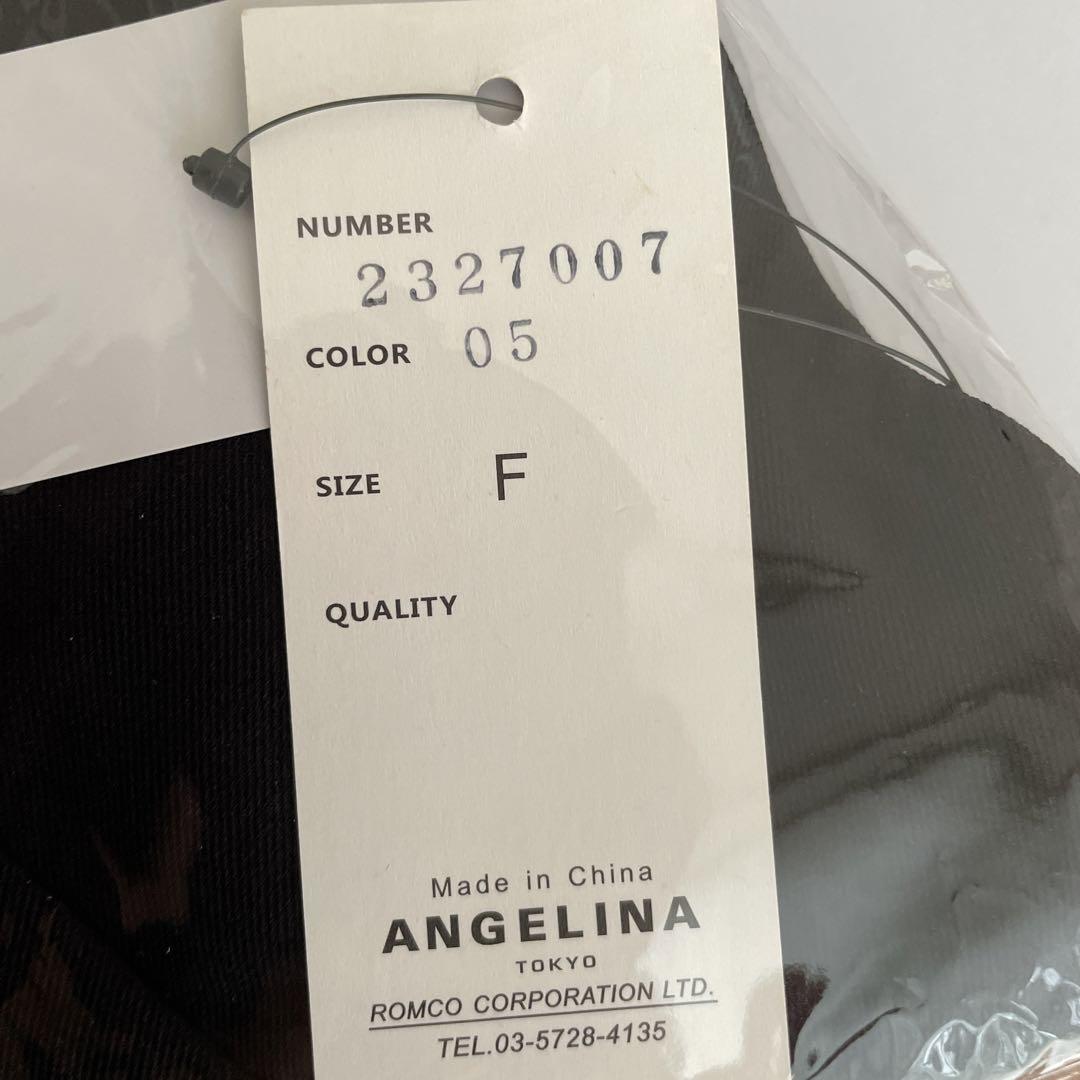 NUMBER
2327007
COLOR 05
SIZE F
QUALITY
Made in China
ANGELINA
TOKYO
ROMCO CORPORATION LTD.
TEL.03-5728-4135